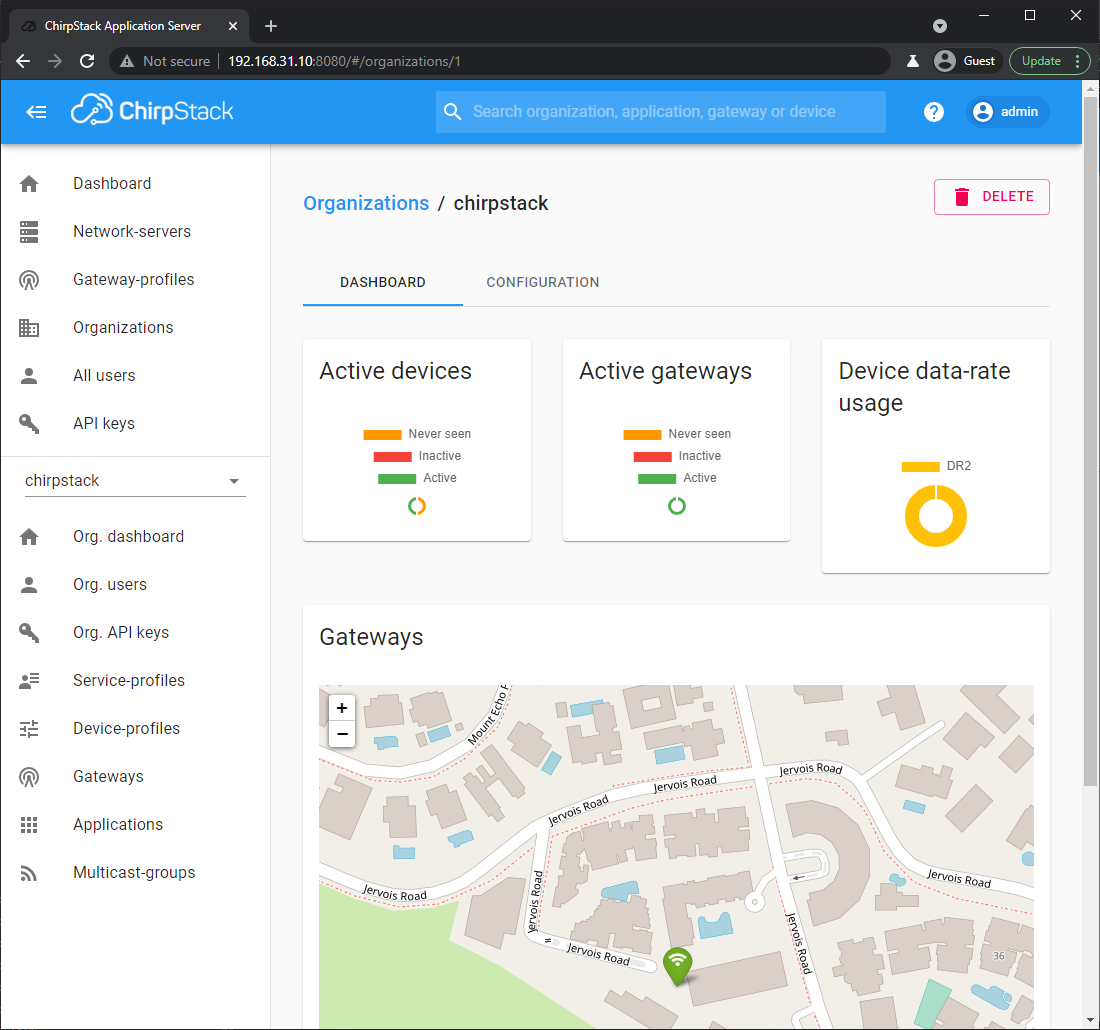 ChirpStack Application Server
Not secure
192.168.31.10:8080/#/organizations/1
Guest
Update
ChirpStack
Search organization, application, gateway or device
?
admin
Dashboard
Network-servers
Gateway-profiles
Organizations
All users
API keys
chirpstack
Org. dashboard
Org. users
Org. API keys
Service-profiles
Device-profiles
Gateways
Applications
Multicast-groups
Organizations / chirpstack
DELETE
DASHBOARD
CONFIGURATION
Active devices
Never seen
Inactive
Active
Active gateways
Never seen
Inactive
Active
Device data-rate
usage
DR2
Gateways
+
−
Mount Echo
Jervois Road
Jervois Road
Jervois Road
Jervois Road
Jervois Road
Jervois Road
Jervois Road
Jervois Road
36